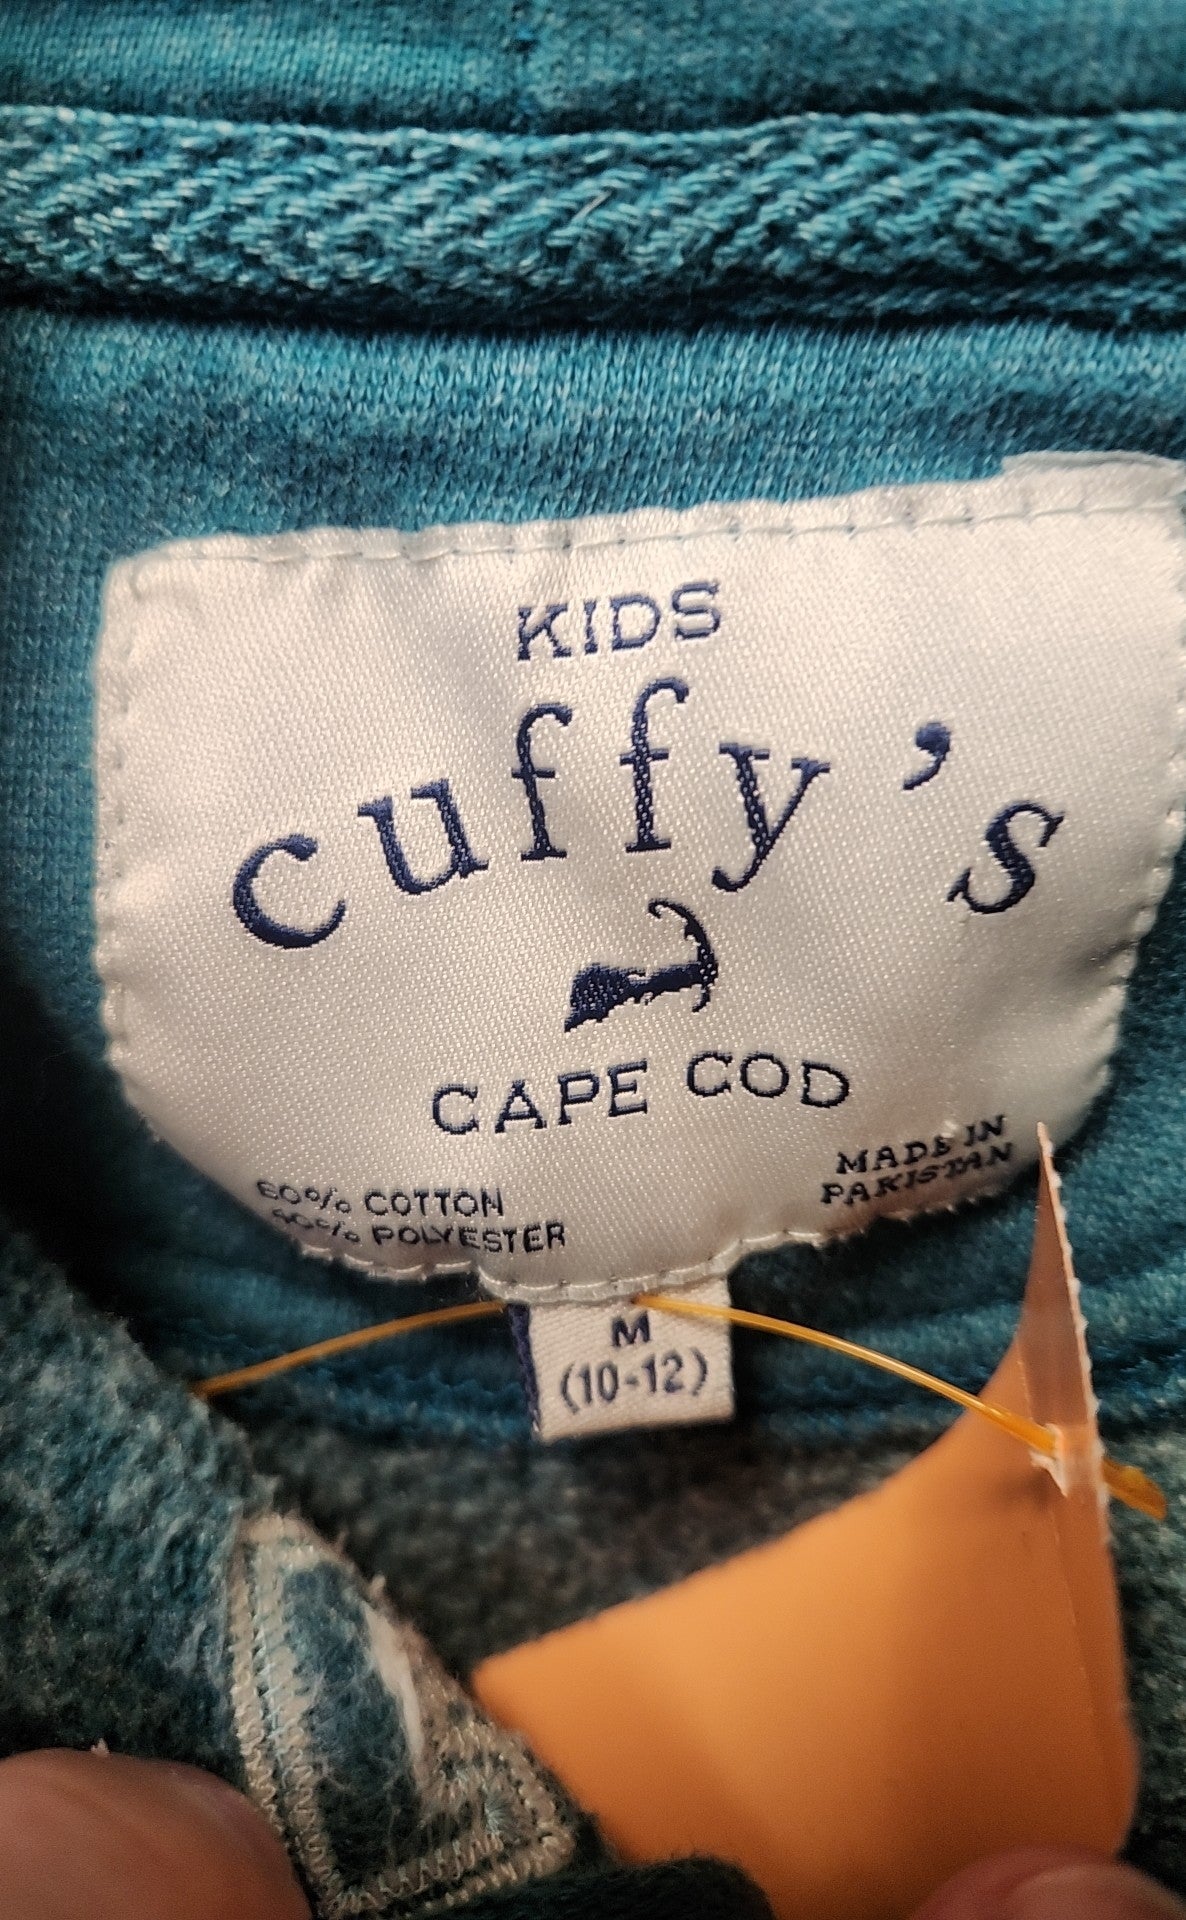 KIDS
cuffy's
CAPE COD
MADE IN
PAKISTAN
60% COTTON
40% POLYESTER
M
(10-12)